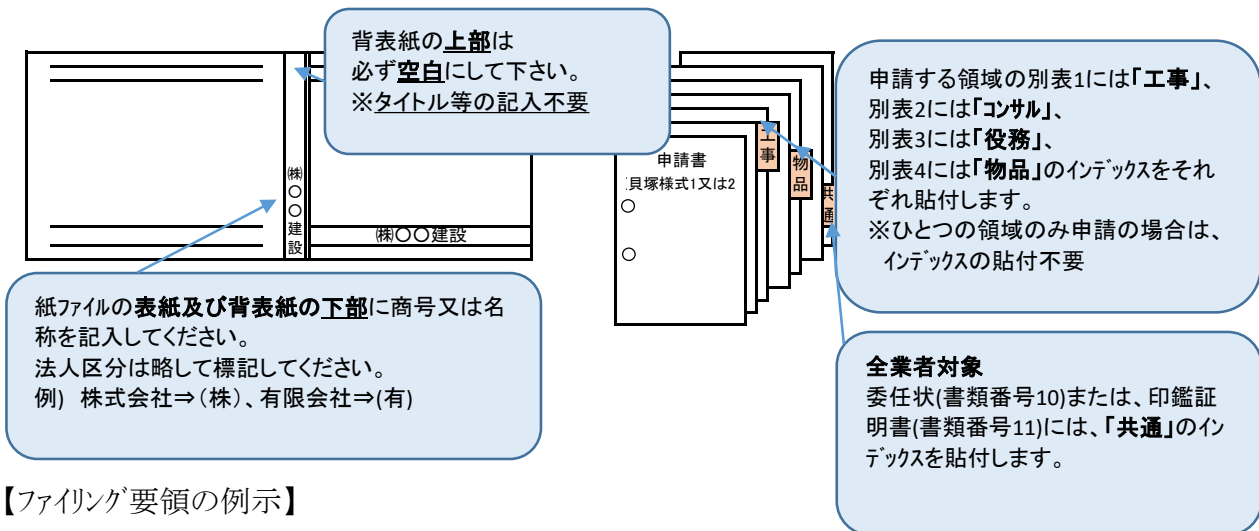 背表紙の上部は
必ず空白にして下さい。
※タイトル等の記入不要
申請する領域の別表1には「工事」、
別表2には「コンサル」、
別表3には「役務」、
別表4には「物品」のインデックスをそれ
ぞれ貼付します。
※ひとつの領域のみ申請の場合は、
インデックスの貼付不要
㈱〇〇建設
㈱〇〇建設
申請書
貝塚様式1又は2
〇
〇
工事
物品
共通
紙ファイルの表紙及び背表紙の下部に商号又は名
称を記入してください。
法人区分は略して標記してください。
例) 株式会社⇒(株)、有限会社⇒(有)
全業者対象
委任状(書類番号10)または、印鑑証
明書(書類番号11)には、「共通」のイン
デックスを貼付します。
【ファイリング要領の例示】